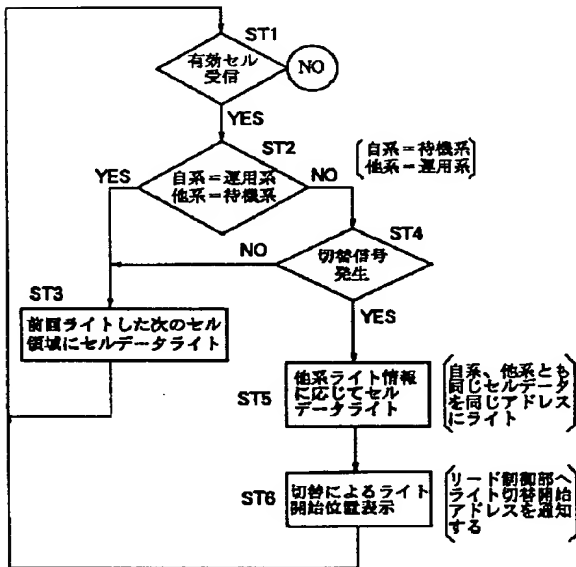 ST1
有効セル
受信
NO
YES
ST2
自系＝運用系
他系＝待機系
YES
NO
自系＝待機系
他系＝運用系
ST4
切替信号
発生
NO
YES
ST3
前回ライトした次のセル
領域にセルデータライト
ST5
他系ライト情報
に応じてセル
データライト
自系、他系とも
同じセルデータ
を同じアドレス
にライト
ST6
切替によるライト
開始位置表示
リード制御部へ
ライト切替開始
アドレスを通知
する